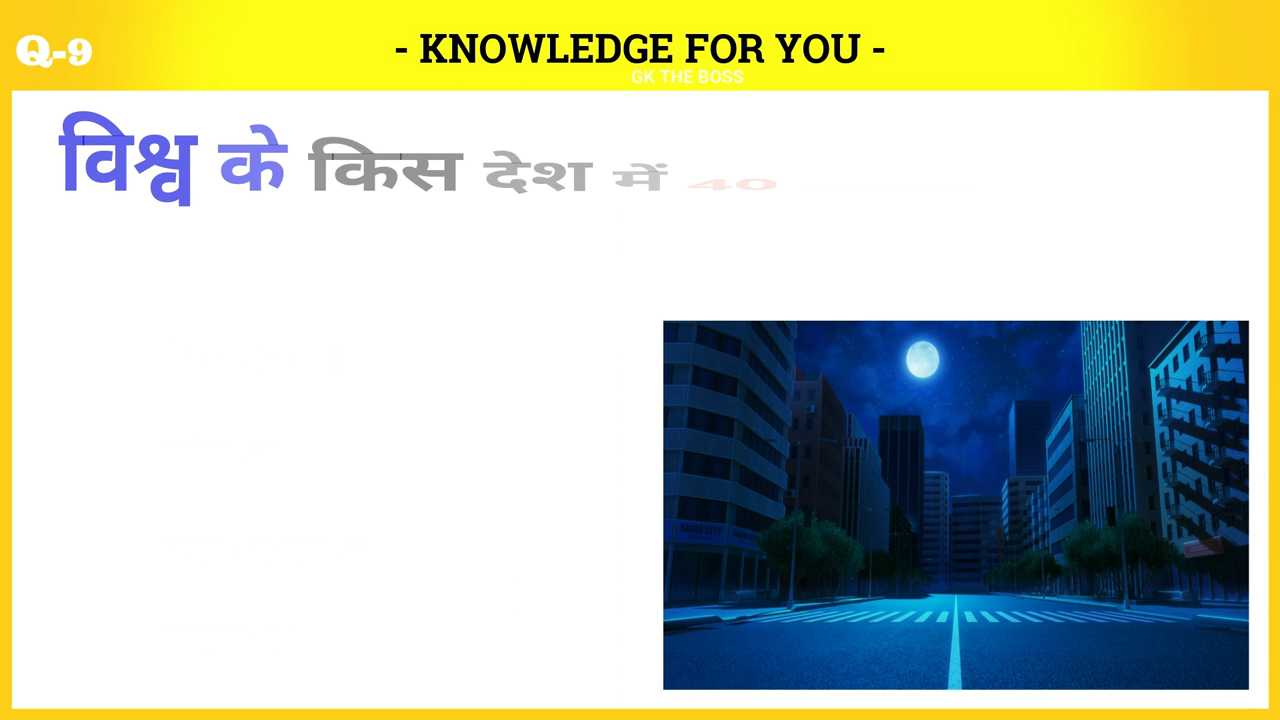 Q-9
- KNOWLEDGE FOR YOU -
GK THE BOSS
विश्व के किस देश में 40